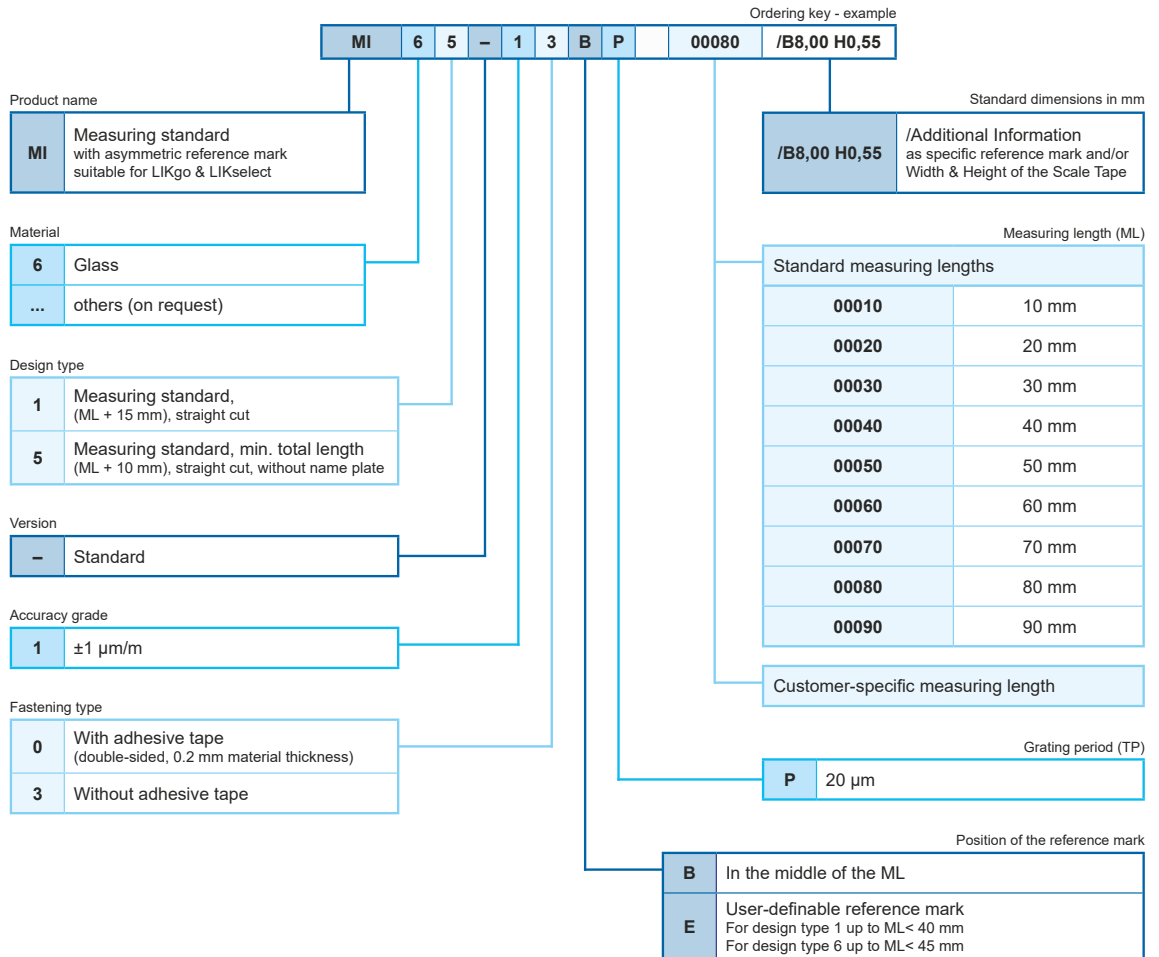 Ordering key - example
MI 6 5 – 1 3 B P 00080 /B8,00 H0,55
Product name
MI Measuring standard
with asymmetric reference mark
suitable for LIKgo & LIKselect
Material
6 Glass
... others (on request)
Design type
1 Measuring standard,
(ML + 15 mm), straight cut
5 Measuring standard, min. total length
(ML + 10 mm), straight cut, without name plate
Version
– Standard
Accuracy grade
1 ±1 µm/m
Fastening type
0 With adhesive tape
(double-sided, 0.2 mm material thickness)
3 Without adhesive tape
Standard dimensions in mm
/B8,00 H0,55 /Additional Information
as specific reference mark and/or
Width & Height of the Scale Tape
Measuring length (ML)
Standard measuring lengths
00010 10 mm
00020 20 mm
00030 30 mm
00040 40 mm
00050 50 mm
00060 60 mm
00070 70 mm
00080 80 mm
00090 90 mm
Customer-specific measuring length
Grating period (TP)
P 20 µm
Position of the reference mark
B In the middle of the ML
E User-definable reference mark
For design type 1 up to ML< 40 mm
For design type 6 up to ML< 45 mm